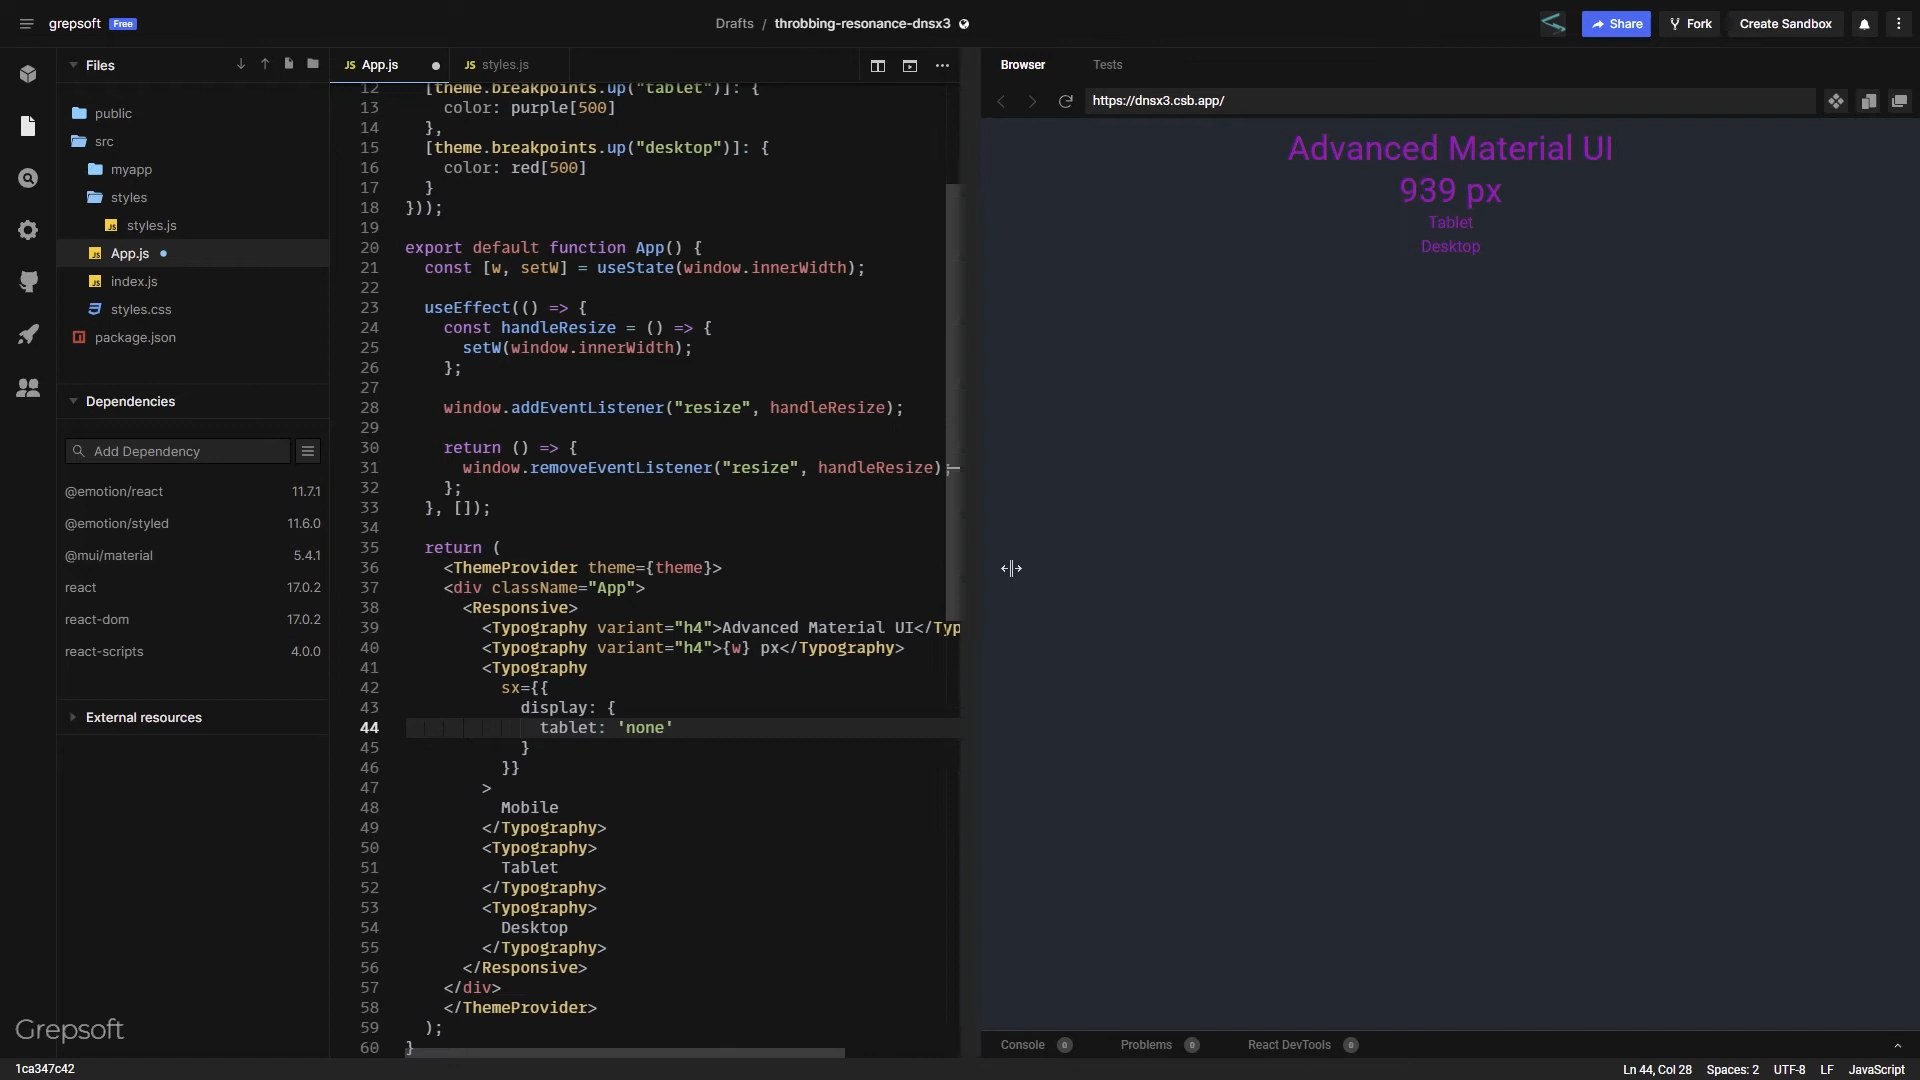 grepsoft Free
Drafts / throbbing-resonance-dnsx3
Share
Fork
Create Sandbox
Files
public
src
myapp
styles
styles.js
App.js
index.js
styles.css
package.json
Dependencies
Add Dependency
@emotion/react 11.7.1
@emotion/styled 11.6.0
@mui/material 5.4.1
react 17.0.2
react-dom 17.0.2
react-scripts 4.0.0
External resources
Grepsoft
JS App.js
JS styles.js
12 [theme.breakpoints.up("tablet")]: {
13 color: purple[500]
14 },
15 [theme.breakpoints.up("desktop")]: {
16 color: red[500]
17 }
18 }));
19
20 export default function App() {
21 const [w, setW] = useState(window.innerWidth);
22
23 useEffect(() => {
24 const handleResize = () => {
25 setW(window.innerWidth);
26 };
27
28 window.addEventListener("resize", handleResize);
29
30 return () => {
31 window.removeEventListener("resize", handleResize);
32 };
33 }, []);
34
35 return (
36 <ThemeProvider theme={theme}>
37 <div className="App">
38 <Responsive>
39 <Typography variant="h4">Advanced Material UI</Typ
40 <Typography variant="h4">{w} px</Typography>
41 <Typography
42 sx={{
43 display: {
44 tablet: 'none'
45 }
46 }}
47 >
48 Mobile
49 </Typography>
50 <Typography>
51 Tablet
52 </Typography>
53 <Typography>
54 Desktop
55 </Typography>
56 </Responsive>
57 </div>
58 </ThemeProvider>
59 );
60 }
Browser
Tests
https://dnsx3.csb.app/
Advanced Material UI
939 px
Tablet
Desktop
Console 0
Problems 0
React DevTools 0
1ca347c42
Ln 44, Col 28 Spaces: 2 UTF-8 LF JavaScript